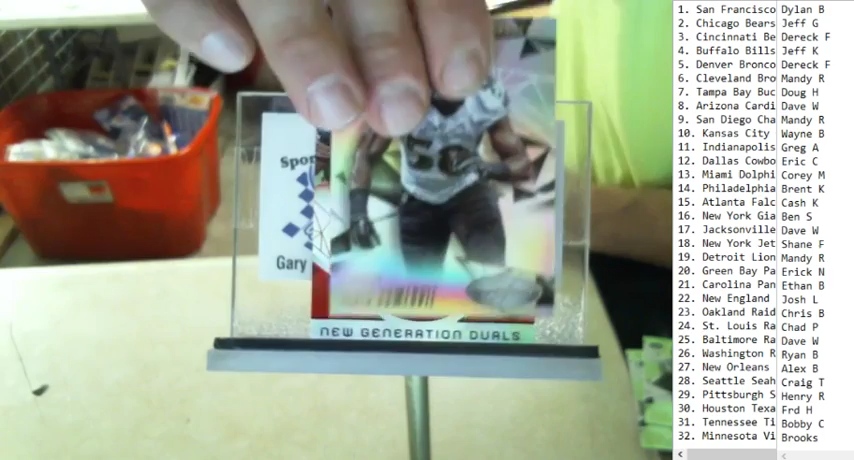 Spor
Gary
50
NEW GENERATION DUALS
1. San Francisco Dylan B
2. Chicago Bears Jeff G
3. Cincinnati Be Dereck F
4. Buffalo Bills Jeff K
5. Denver Bronco Dereck F
6. Cleveland Bro Mandy R
7. Tampa Bay Buc Doug H
8. Arizona Cardi Dave W
9. San Diego Cha Mandy R
10. Kansas City Wayne B
11. Indianapolis Greg A
12. Dallas Cowbo Eric C
13. Miami Dolphi Corey M
14. Philadelphia Brent K
15. Atlanta Falc Cash K
16. New York Gia Ben S
17. Jacksonville Dave W
18. New York Jet Shane F
19. Detroit Lion Mandy R
20. Green Bay Pa Erick N
21. Carolina Pan Ethan B
22. New England Josh L
23. Oakland Raid Chris B
24. St. Louis Ra Chad P
25. Baltimore Ra Dave W
26. Washington R Ryan B
27. New Orleans Alex B
28. Seattle Seah Craig T
29. Pittsburgh S Henry R
30. Houston Texa Frd H
31. Tennessee Ti Bobby C
32. Minnesota Vi Brooks